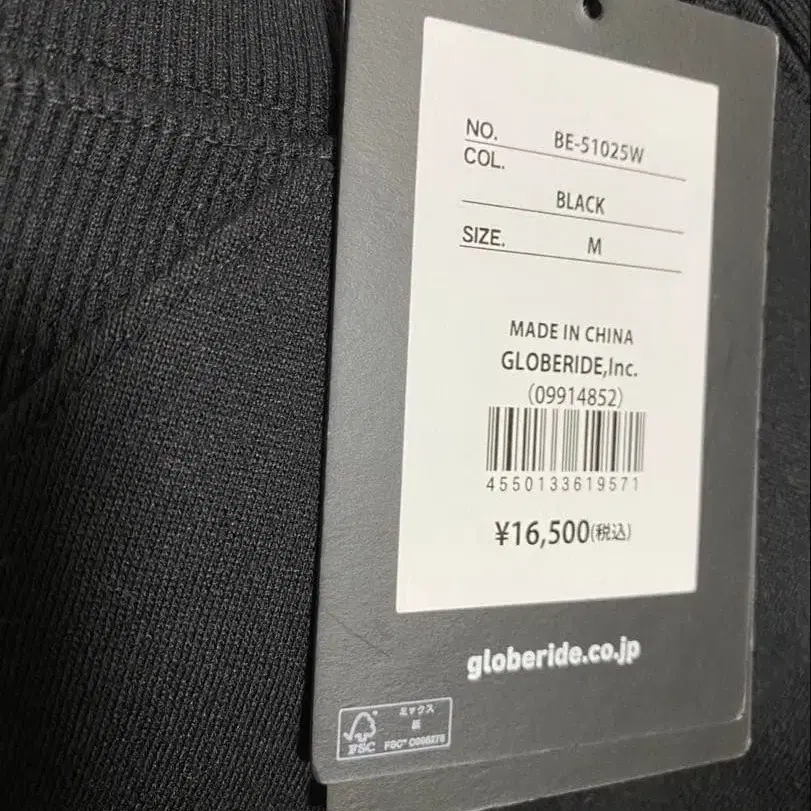 NO. BE-51025W
COL.
BLACK
SIZE. M
MADE IN CHINA
GLOBERIDE,Inc.
(09914852)
4550133619571
¥16,500(税込)
globeride.co.jp
ミックス
紙
FSC
FSC®